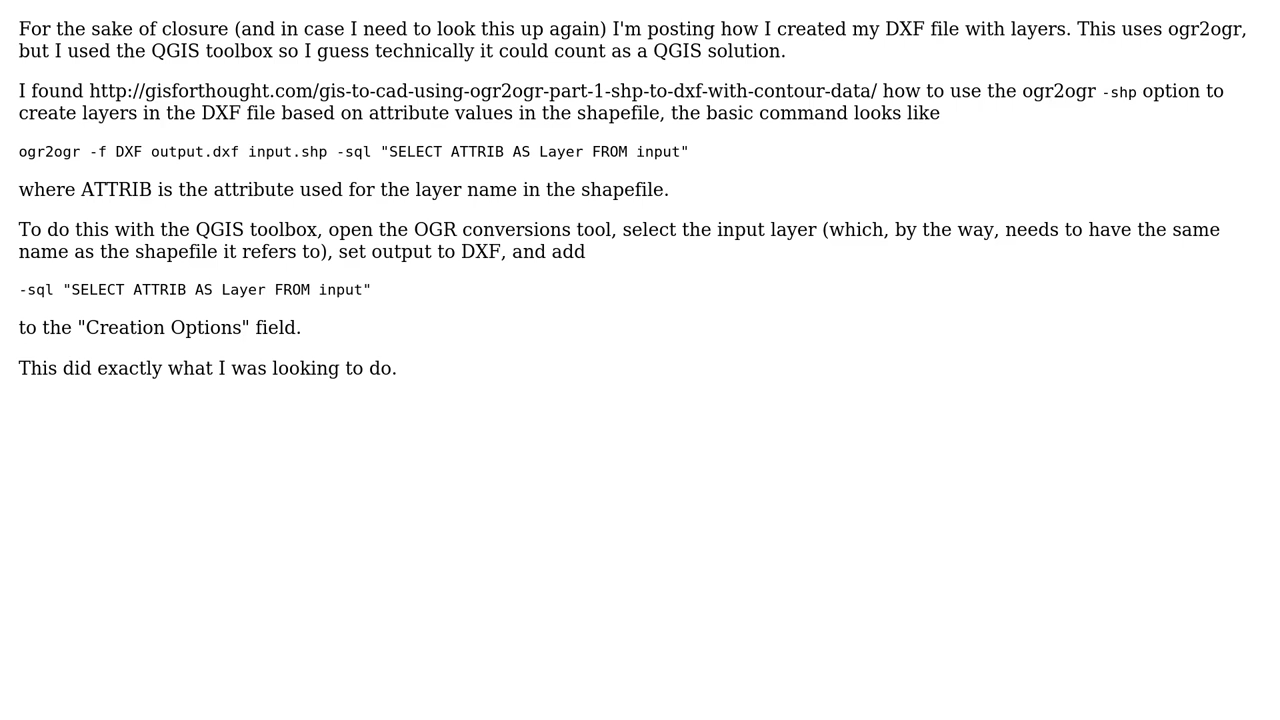 For the sake of closure (and in case I need to look this up again) I'm posting how I created my DXF file with layers. This uses ogr2ogr,
but I used the QGIS toolbox so I guess technically it could count as a QGIS solution.
I found http://gisforthought.com/gis-to-cad-using-ogr2ogr-part-1-shp-to-dxf-with-contour-data/ how to use the ogr2ogr -shp option to
create layers in the DXF file based on attribute values in the shapefile, the basic command looks like
ogr2ogr -f DXF output.dxf input.shp -sql "SELECT ATTRIB AS Layer FROM input"
where ATTRIB is the attribute used for the layer name in the shapefile.
To do this with the QGIS toolbox, open the OGR conversions tool, select the input layer (which, by the way, needs to have the same
name as the shapefile it refers to), set output to DXF, and add
-sql "SELECT ATTRIB AS Layer FROM input"
to the "Creation Options" field.
This did exactly what I was looking to do.